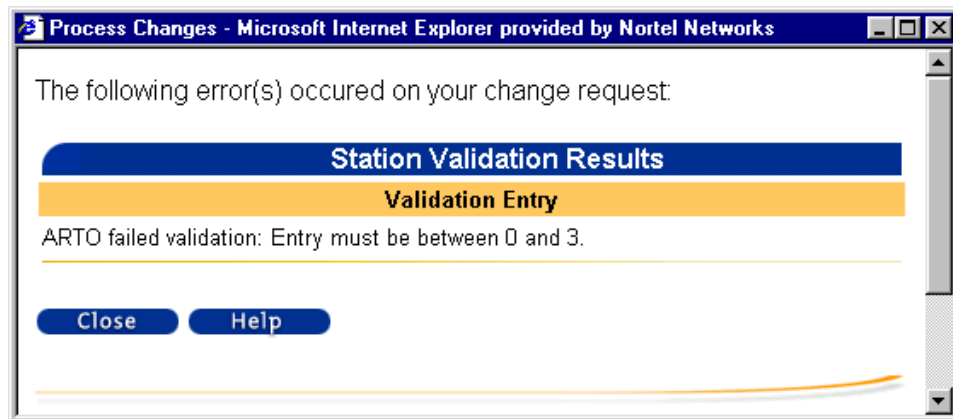 Process Changes - Microsoft Internet Explorer provided by Nortel Networks
The following error(s) occured on your change request:
Station Validation Results
Validation Entry
ARTO failed validation: Entry must be between 0 and 3.
Close Help